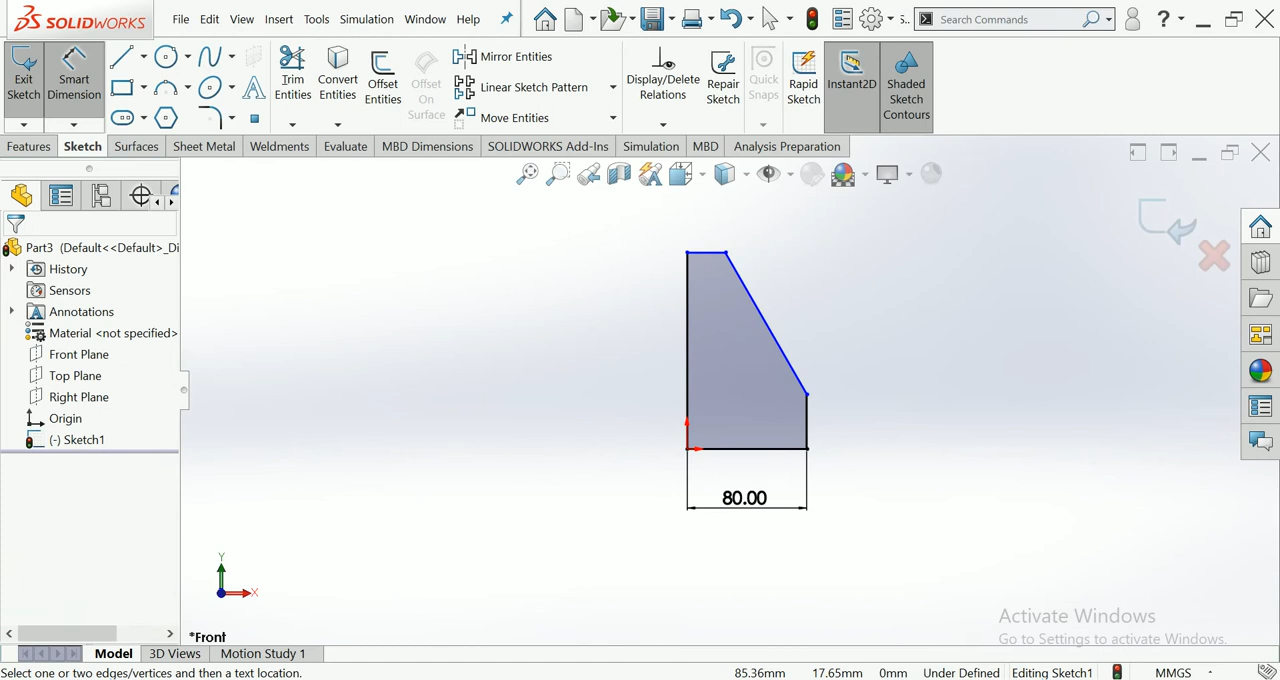 SOLIDWORKS File Edit View Insert Tools Simulation Window Help S.. Search Commands ?
Exit Sketch Smart Dimension Trim Entities Convert Entities Offset Entities Offset On Surface Mirror Entities Linear Sketch Pattern Move Entities Display/Delete Relations Repair Sketch Quick Snaps Rapid Sketch Instant2D Shaded Sketch Contours
Features Sketch Surfaces Sheet Metal Weldments Evaluate MBD Dimensions SOLIDWORKS Add-Ins Simulation MBD Analysis Preparation
Part3 (Default<<Default>_Di
History
Sensors
Annotations
Material <not specified>
Front Plane
Top Plane
Right Plane
Origin
(-) Sketch1
80.00
Y
X
*Front
Activate Windows
Go to Settings to activate Windows.
Model 3D Views Motion Study 1
Select one or two edges/vertices and then a text location. 85.36mm 17.65mm 0mm Under Defined Editing Sketch1 MMGS